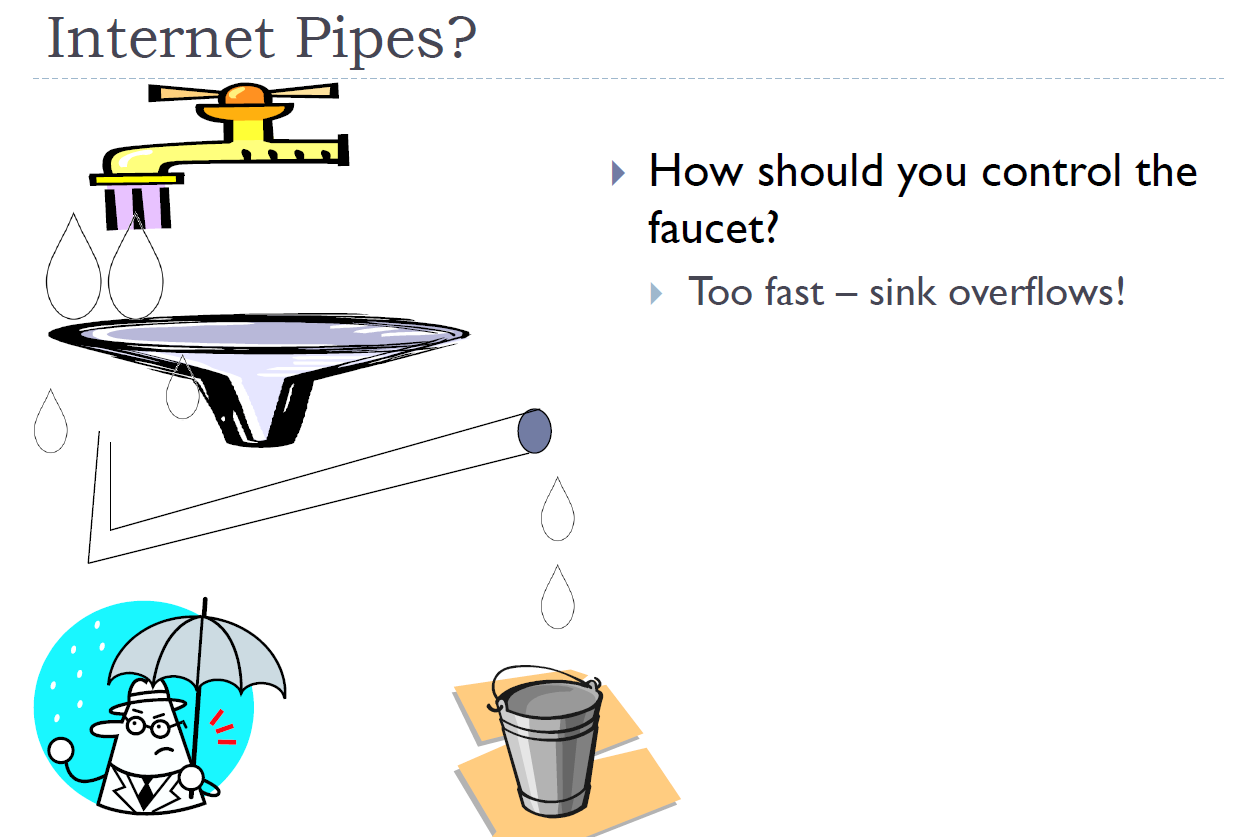 Internet Pipes?
How should you control the
faucet?
Too fast – sink overflows!